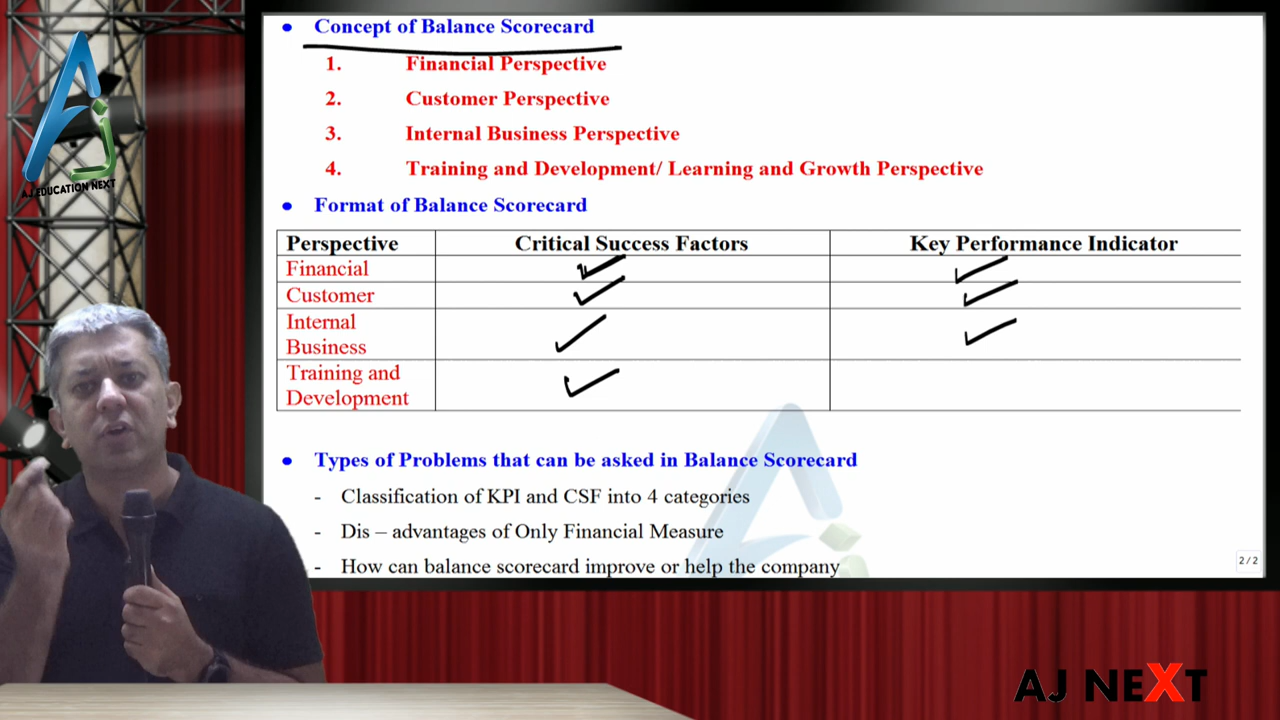 • Concept of Balance Scorecard
1. Financial Perspective
2. Customer Perspective
3. Internal Business Perspective
4. Training and Development/ Learning and Growth Perspective
• Format of Balance Scorecard
Perspective Critical Success Factors Key Performance Indicator
Financial
Customer
Internal
Business
Training and
Development
• Types of Problems that can be asked in Balance Scorecard
- Classification of KPI and CSF into 4 categories
- Dis – advantages of Only Financial Measure
- How can balance scorecard improve or help the company
2/2
AJ EDUCATION NEXT
AJ NEXT